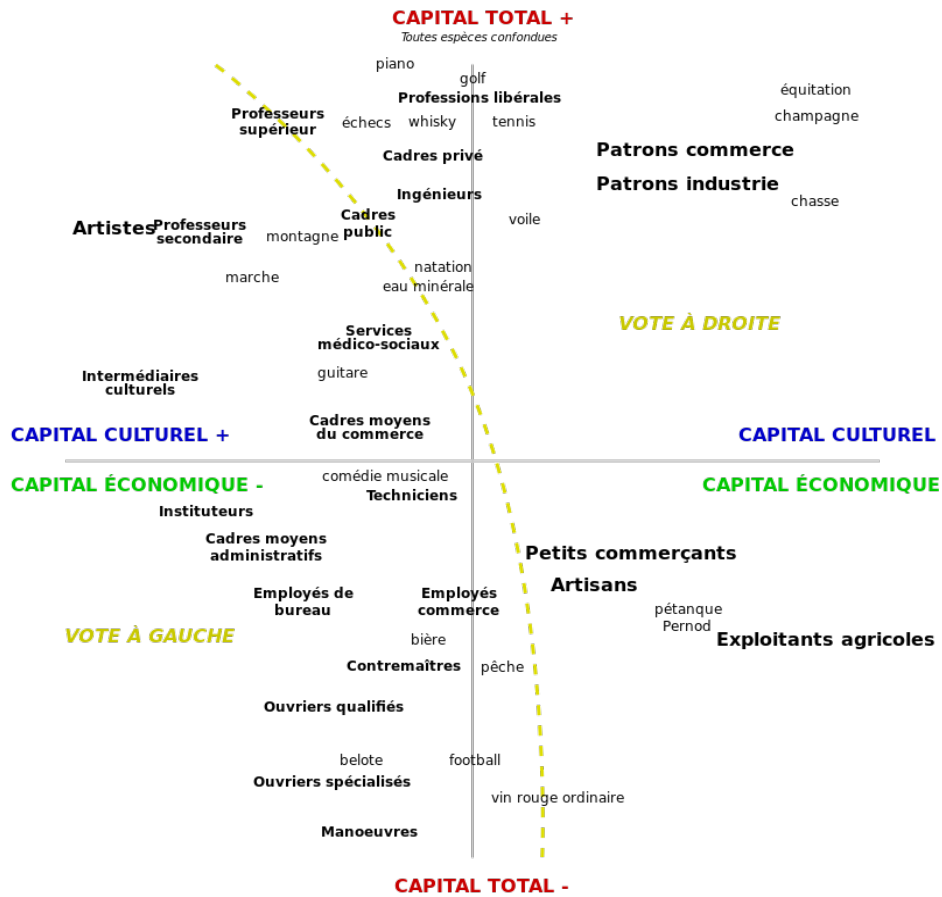 CAPITAL TOTAL +
Toutes espèces confondues
piano
golf
équitation
Professions libérales
Professeurs
supérieur
échecs
whisky
tennis
champagne
Cadres privé
Patrons commerce
Ingénieurs
Patrons industrie
chasse
Cadres
public
voile
Artistes
Professeurs
secondaire
montagne
marche
natation
eau minérale
VOTE À DROITE
Services
médico-sociaux
guitare
Intermédiaires
culturels
Cadres moyens
du commerce
CAPITAL CULTUREL +
CAPITAL CULTUREL
CAPITAL ÉCONOMIQUE -
CAPITAL ÉCONOMIQUE
comédie musicale
Techniciens
Instituteurs
Cadres moyens
administratifs
Petits commerçants
Artisans
Employés de
bureau
Employés
commerce
pétanque
Pernod
VOTE À GAUCHE
bière
Exploitants agricoles
Contremaîtres
pêche
Ouvriers qualifiés
belote
football
Ouvriers spécialisés
vin rouge ordinaire
Manoeuvres
CAPITAL TOTAL -